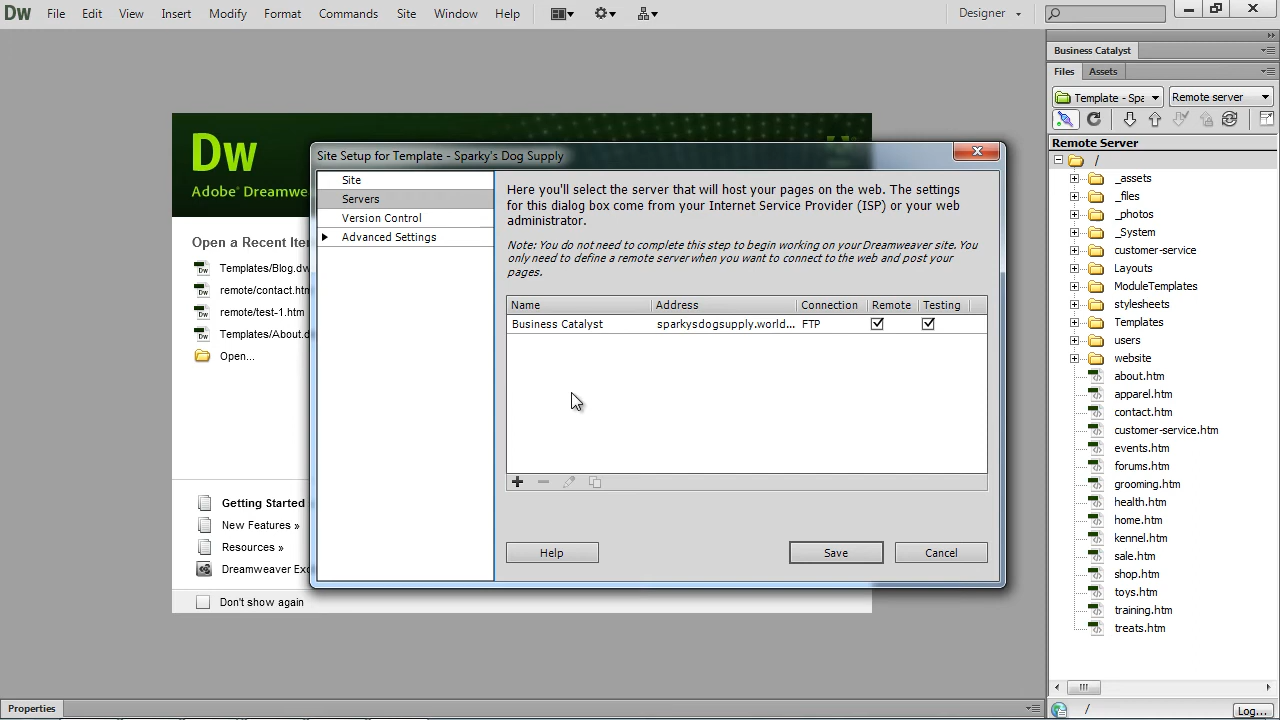 Dw File Edit View Insert Modify Format Commands Site Window Help Designer
Business Catalyst
Files Assets
Template - Spa Remote server
Remote Server
/
_assets
_files
_photos
_System
customer-service
Layouts
ModuleTemplates
stylesheets
Templates
users
website
about.htm
apparel.htm
contact.htm
customer-service.htm
events.htm
forums.htm
grooming.htm
health.htm
home.htm
kennel.htm
sale.htm
shop.htm
toys.htm
training.htm
treats.htm
/ Log...
Dw
Adobe® Dreamwe
Open a Recent Ite
Templates/Blog.dw
remote/contact.htm
remote/test-1.htm
Templates/About.d
Open...
Getting Started
New Features »
Resources »
Dreamweaver Exc
Don't show again
Site Setup for Template - Sparky's Dog Supply
Site
Servers
Version Control
Advanced Settings
Here you'll select the server that will host your pages on the web. The settings
for this dialog box come from your Internet Service Provider (ISP) or your web
administrator.
Note: You do not need to complete this step to begin working on your Dreamweaver site. You
only need to define a remote server when you want to connect to the web and post your
pages.
Name Address Connection Remote Testing
Business Catalyst sparkysdogsupply.world... FTP
Help Save Cancel
Properties